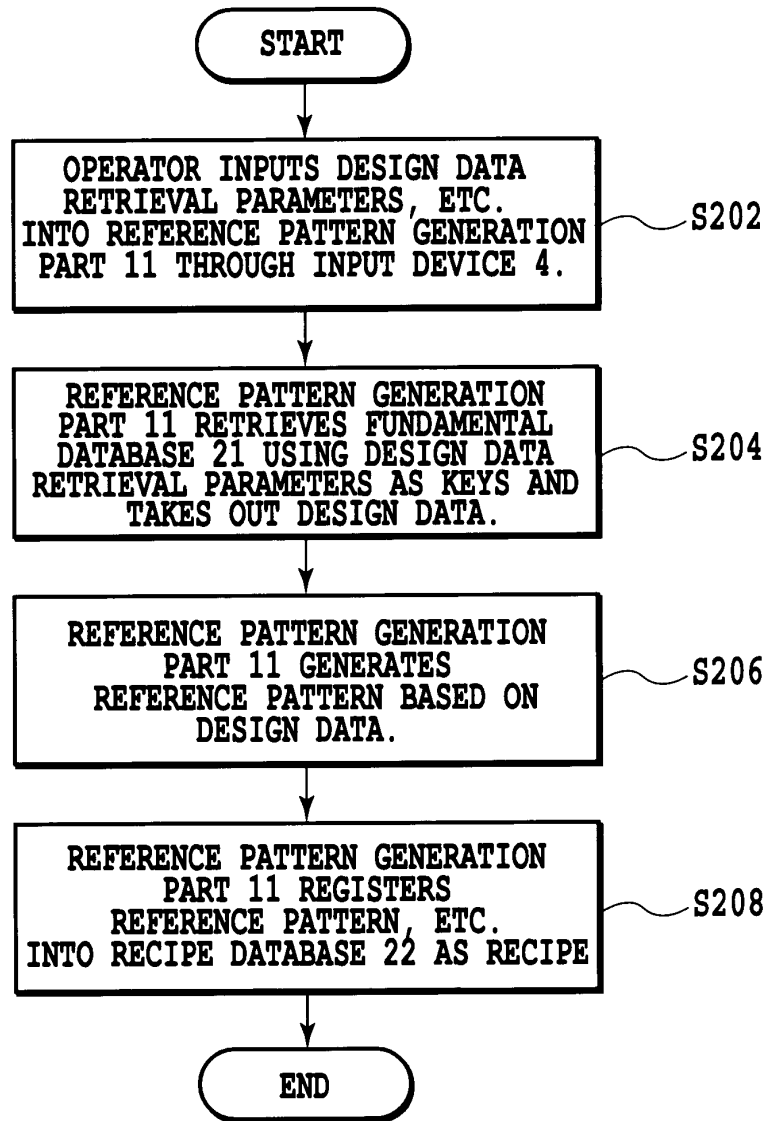 START
OPERATOR INPUTS DESIGN DATA
RETRIEVAL PARAMETERS, ETC.
INTO REFERENCE PATTERN GENERATION
PART 11 THROUGH INPUT DEVICE 4.
S202
REFERENCE PATTERN GENERATION
PART 11 RETRIEVES FUNDAMENTAL
DATABASE 21 USING DESIGN DATA
RETRIEVAL PARAMETERS AS KEYS AND
TAKES OUT DESIGN DATA.
S204
REFERENCE PATTERN GENERATION
PART 11 GENERATES
REFERENCE PATTERN BASED ON
DESIGN DATA.
S206
REFERENCE PATTERN GENERATION
PART 11 REGISTERS
REFERENCE PATTERN, ETC.
INTO RECIPE DATABASE 22 AS RECIPE
S208
END